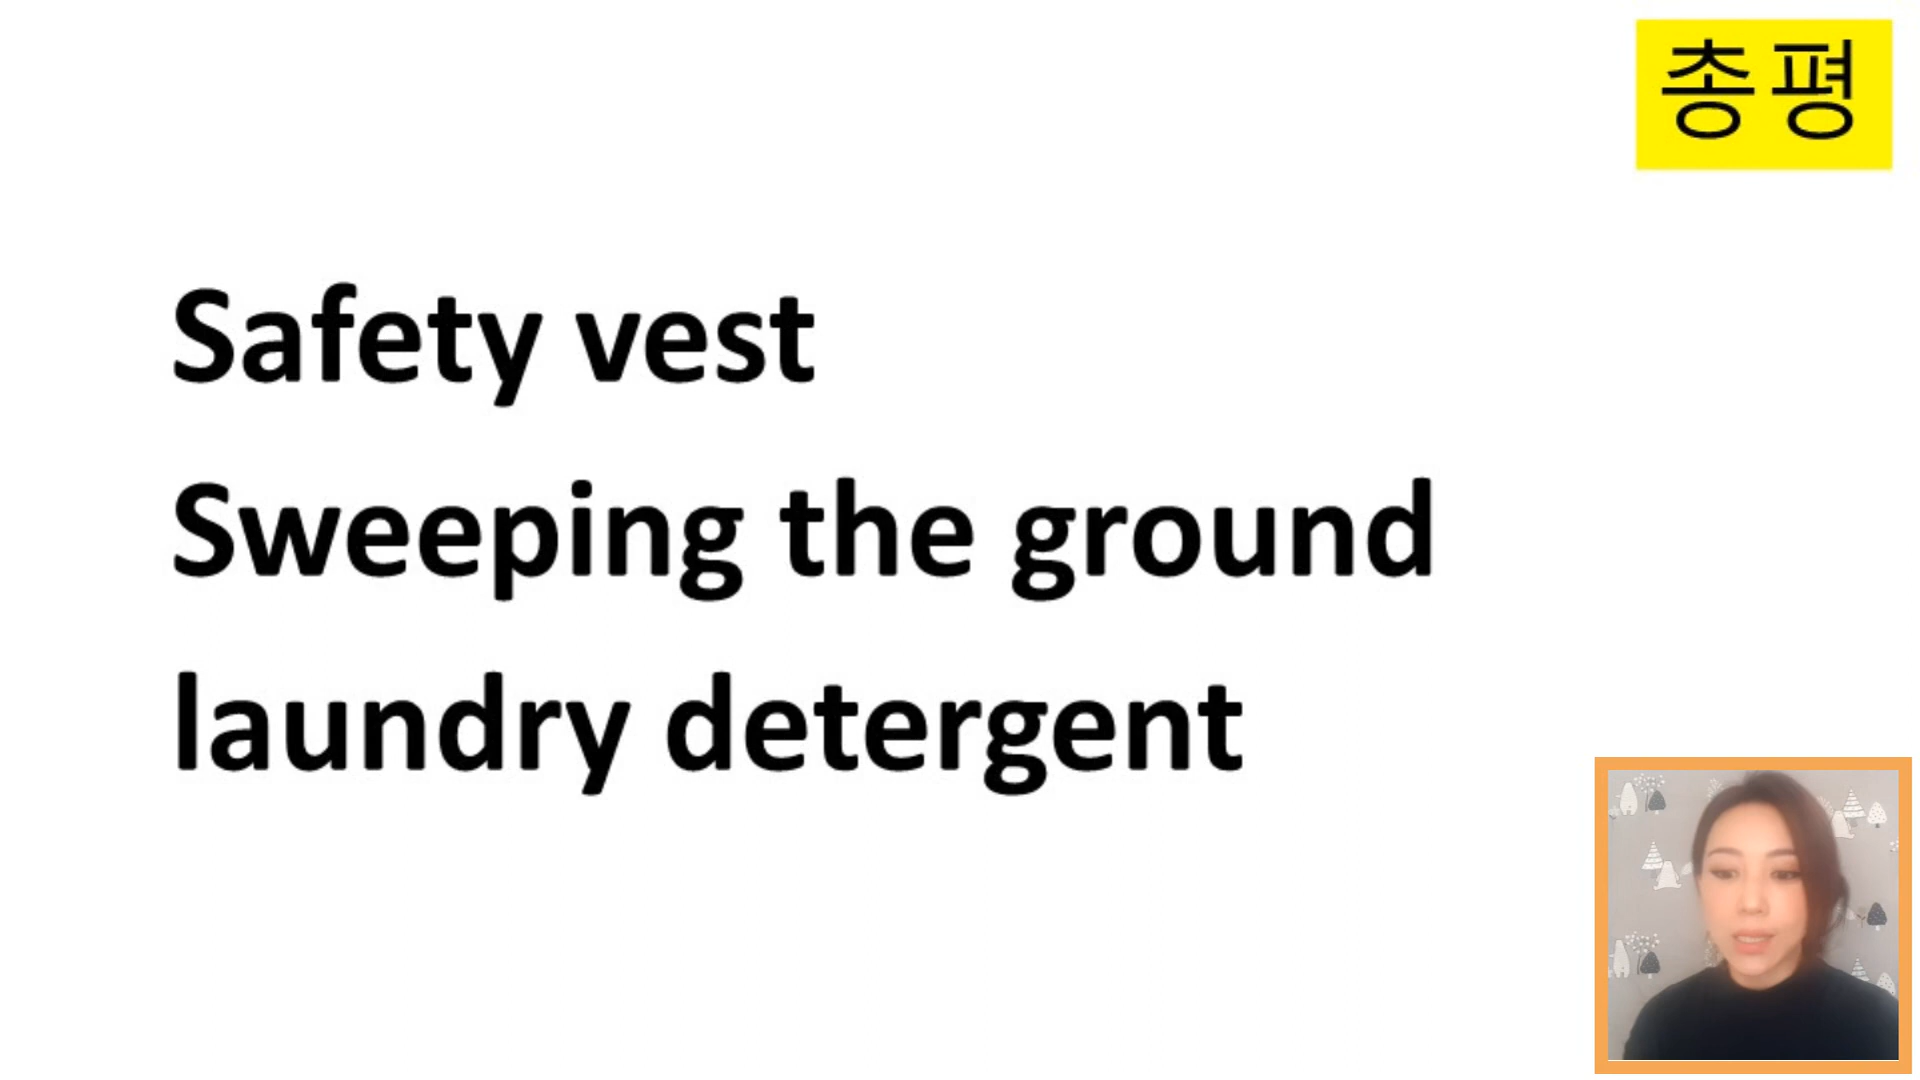 총평
Safety vest
Sweeping the ground
laundry detergent